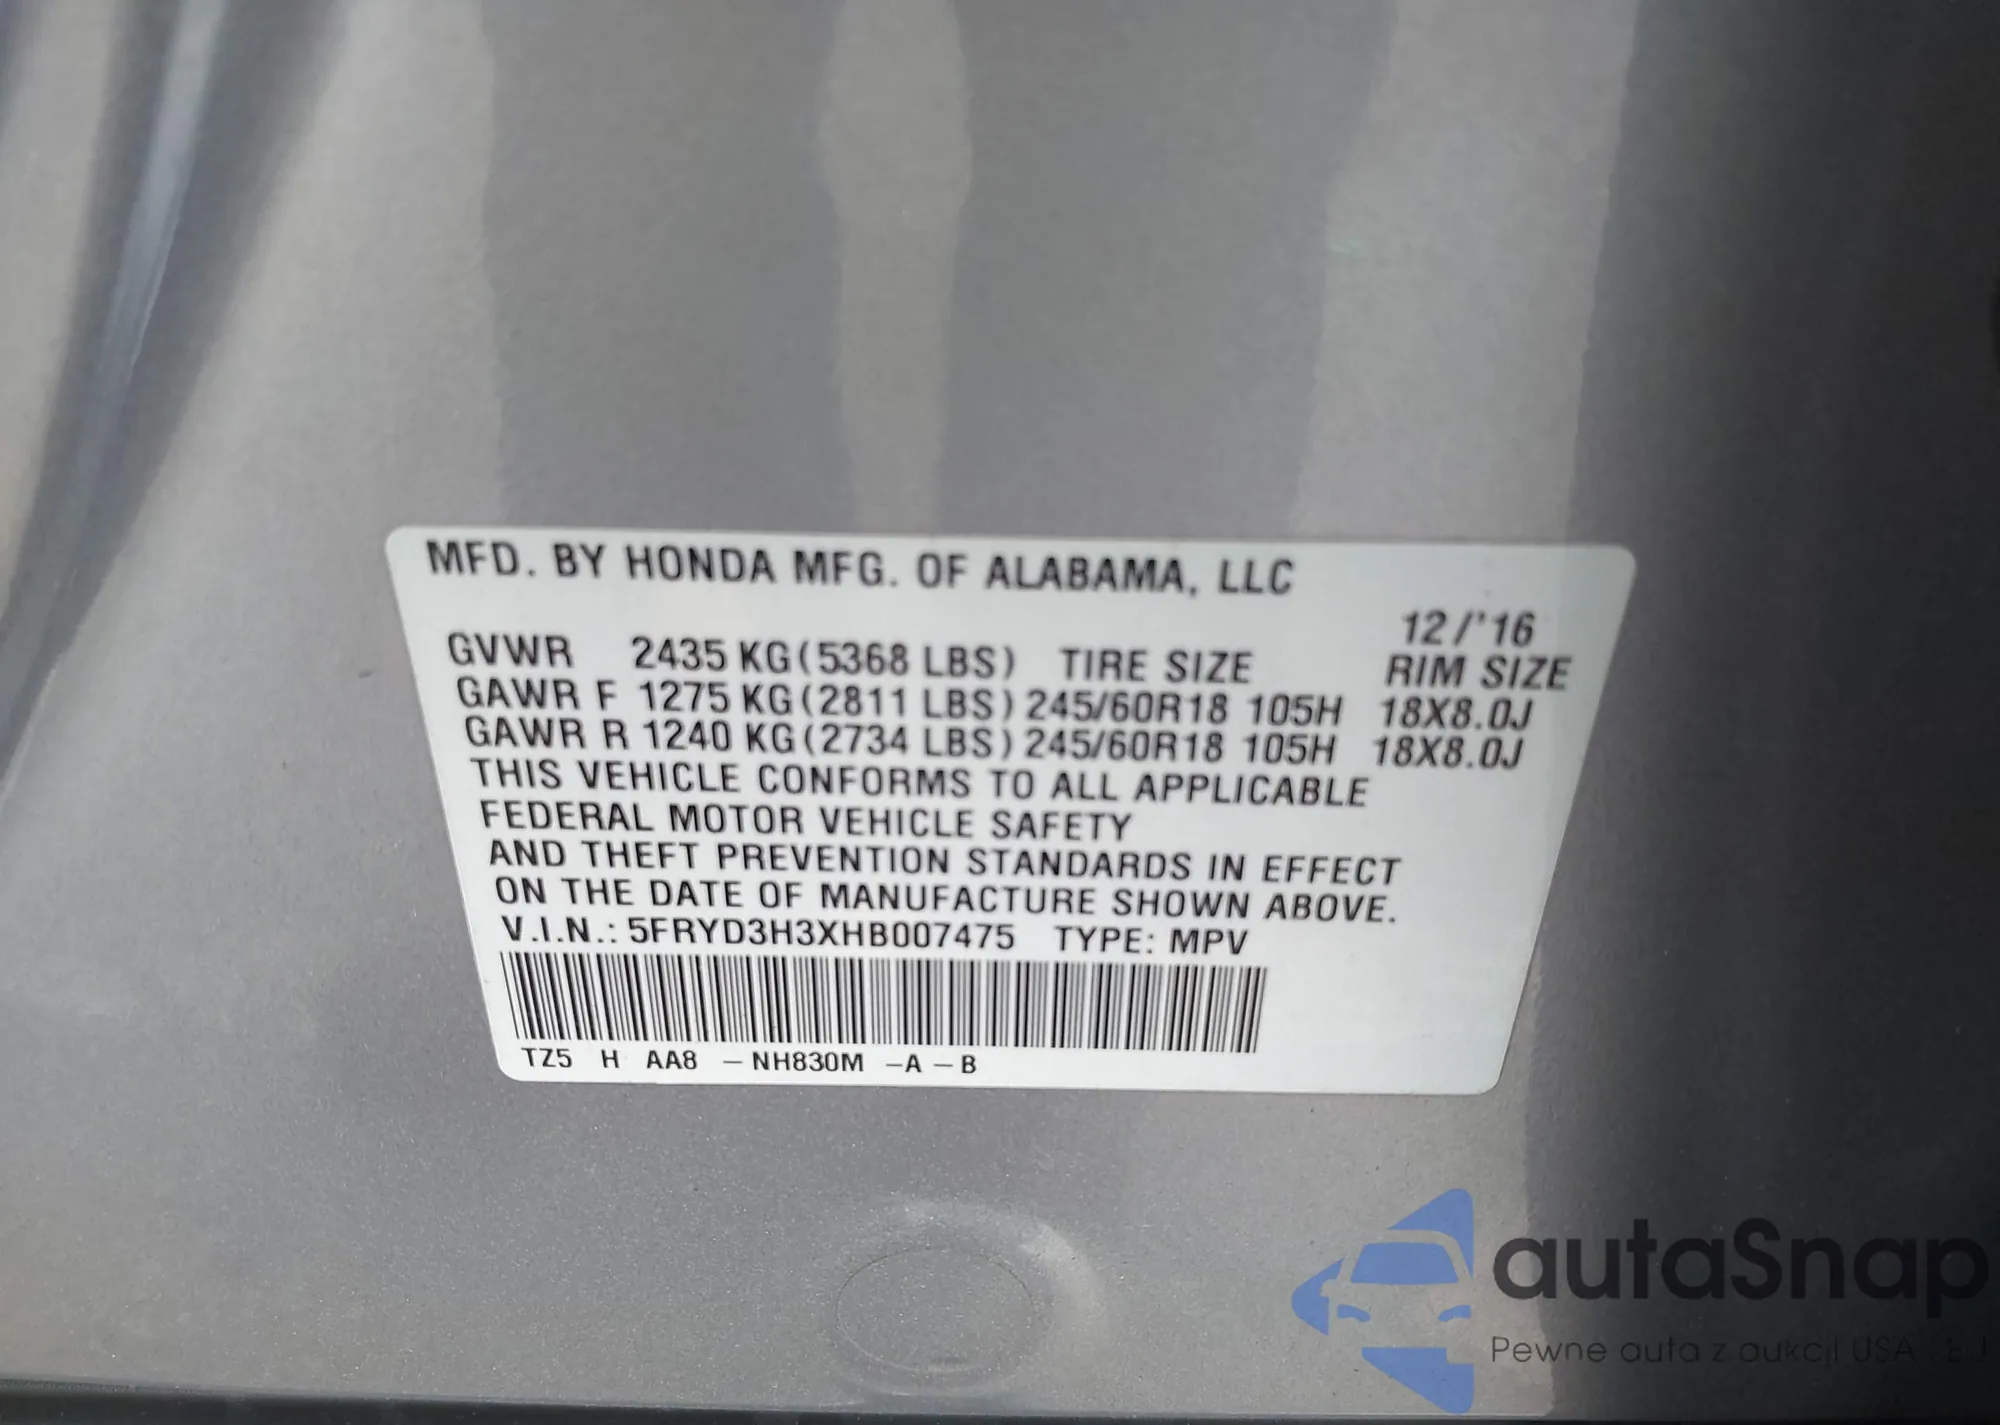 MFD. BY HONDA MFG. OF ALABAMA, LLC
12/'16
GVWR 2435 KG(5368 LBS) TIRE SIZE RIM SIZE
GAWR F 1275 KG(2811 LBS) 245/60R18 105H 18X8.0J
GAWR R 1240 KG(2734 LBS) 245/60R18 105H 18X8.0J
THIS VEHICLE CONFORMS TO ALL APPLICABLE
FEDERAL MOTOR VEHICLE SAFETY
AND THEFT PREVENTION STANDARDS IN EFFECT
ON THE DATE OF MANUFACTURE SHOWN ABOVE.
V.I.N.: 5FRYD3H3XHB007475 TYPE: MPV
TZ5 H AA8 – NH830M –A – B
autaSnap
Pewne auta z aukcji USA